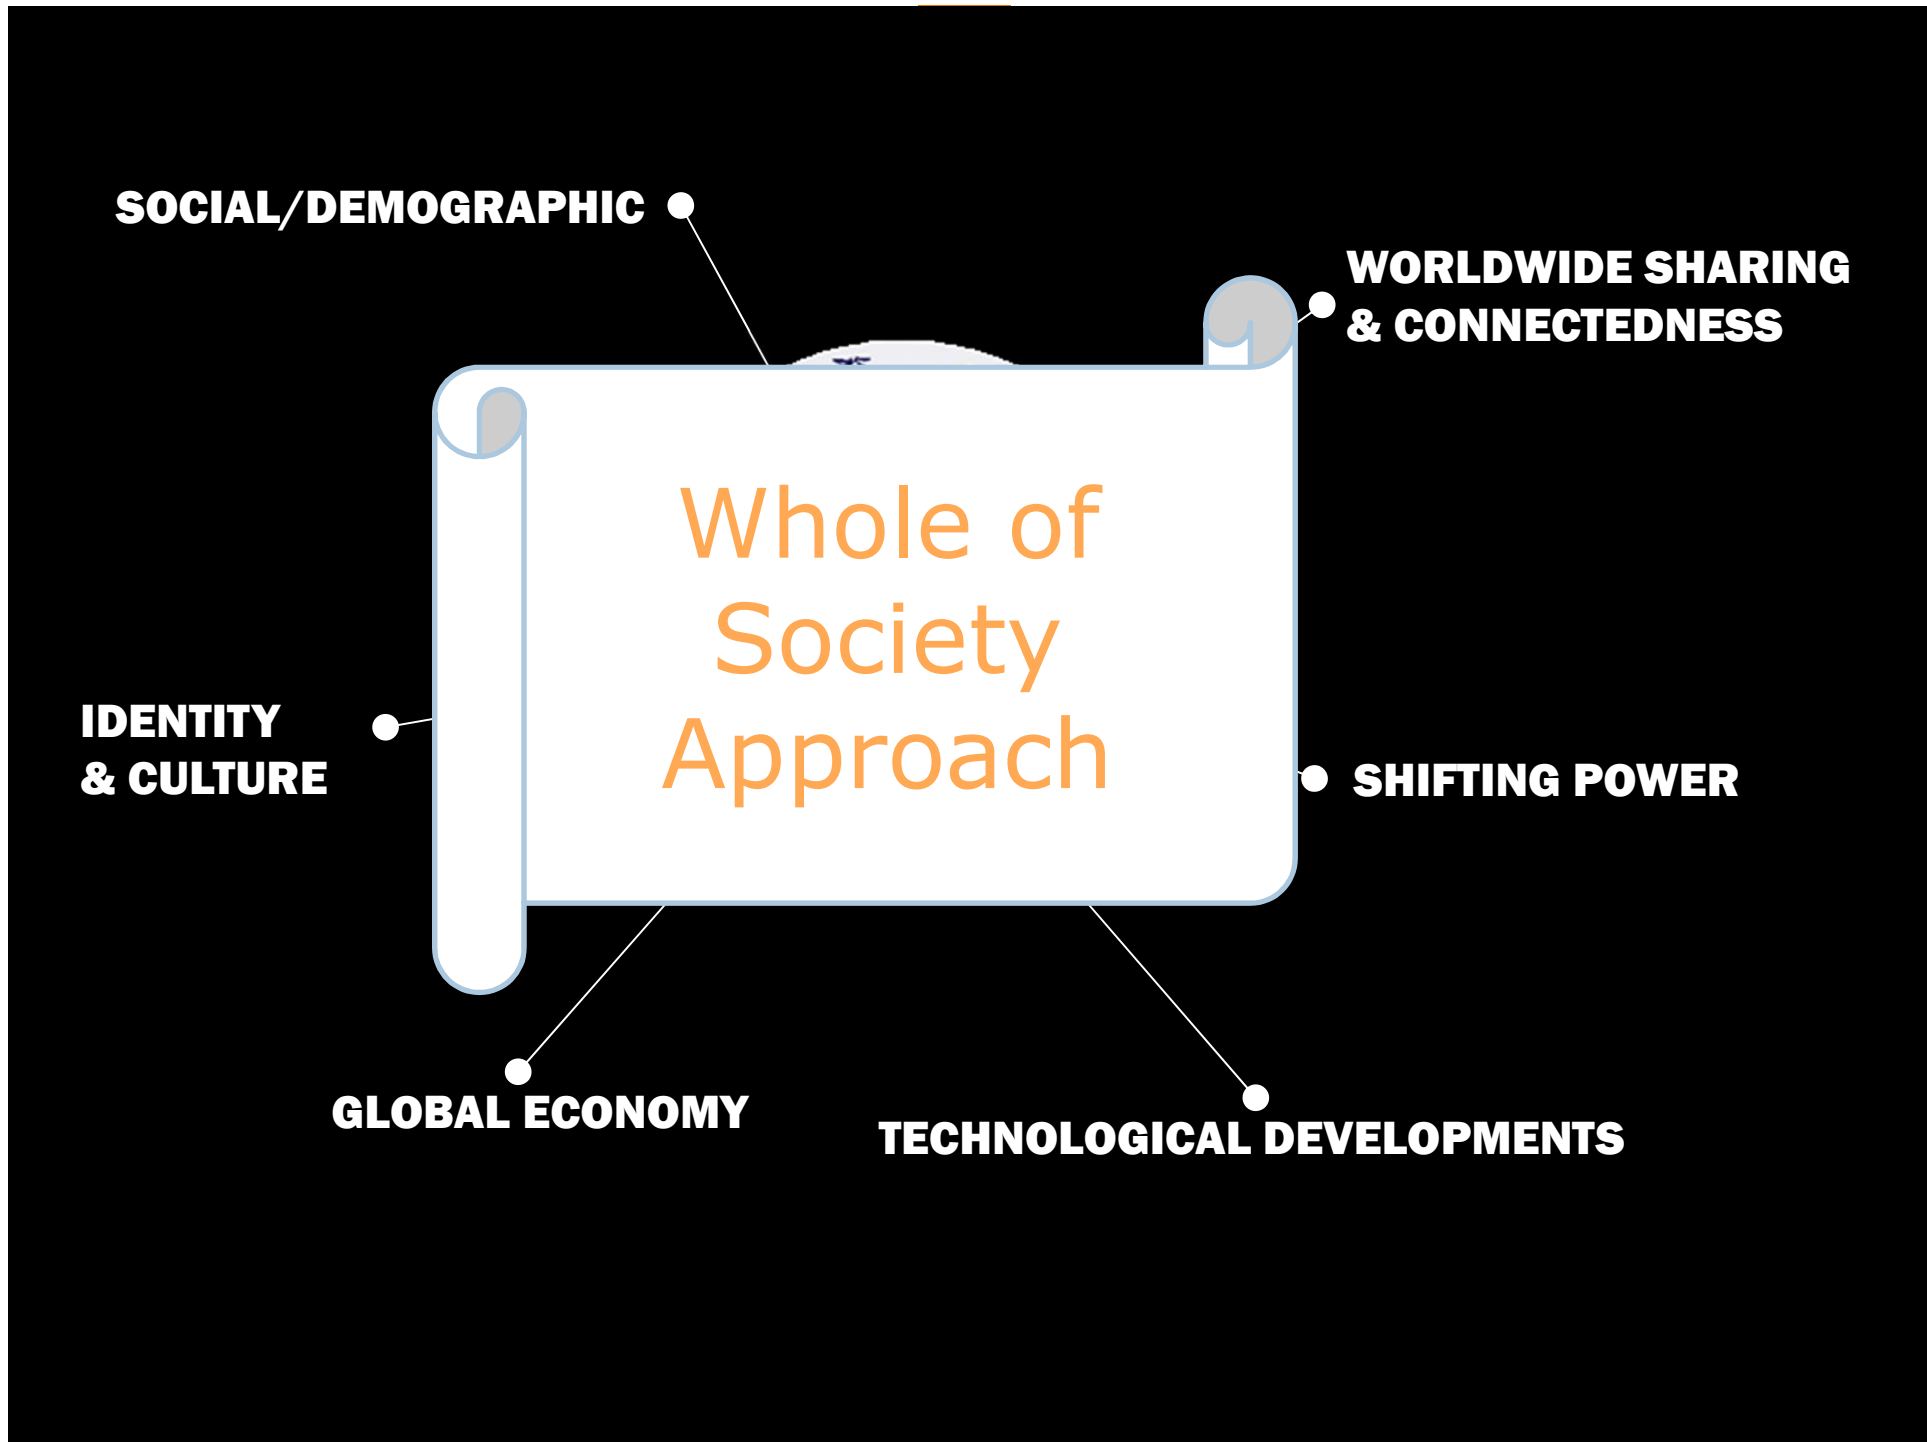 SOCIAL/DEMOGRAPHIC
WORLDWIDE SHARING
& CONNECTEDNESS
Whole of
Society
Approach
IDENTITY
& CULTURE
SHIFTING POWER
GLOBAL ECONOMY
TECHNOLOGICAL DEVELOPMENTS